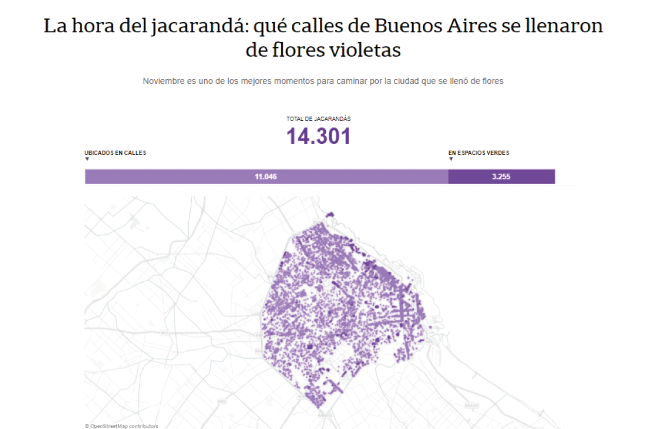 La hora del jacarandá: qué calles de Buenos Aires se llenaron
de flores violetas
Noviembre es uno de los mejores momentos para caminar por la ciudad que se llenó de flores
TOTAL DE JACARANDÁS
14.301
UBICADOS EN CALLES
EN ESPACIOS VERDES
11.046
3.255
© OpenStreetMap contributors